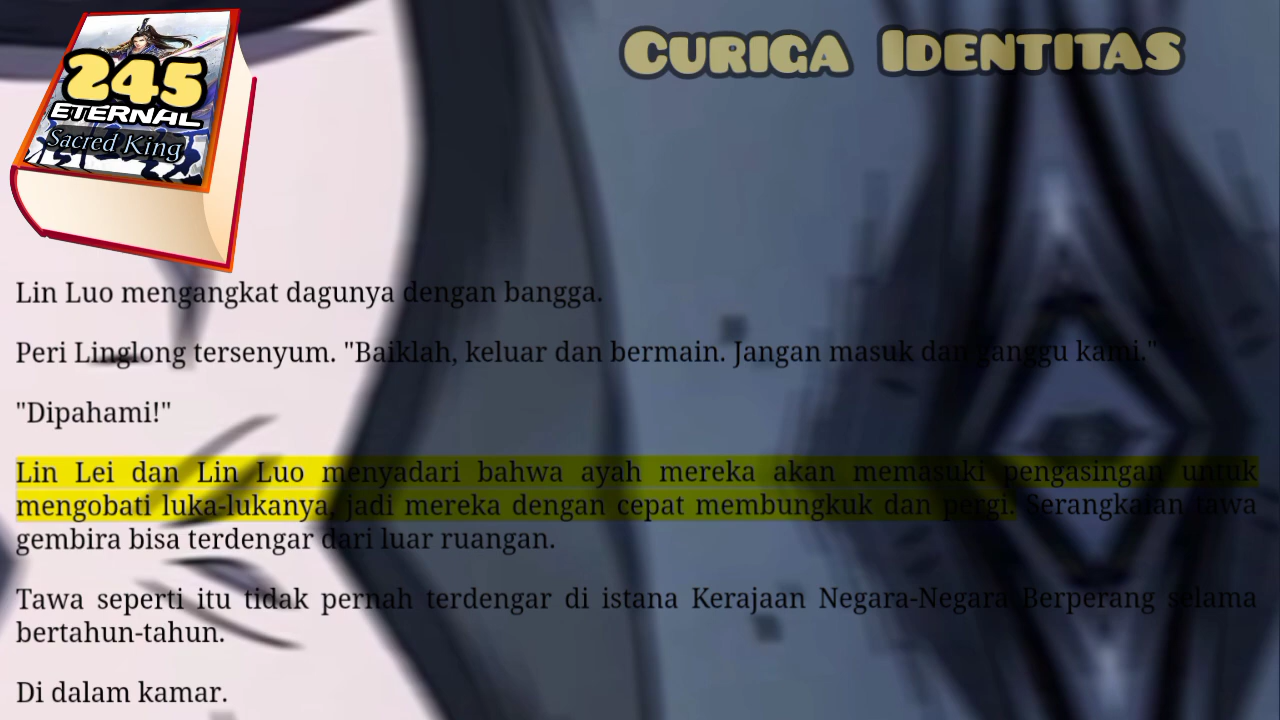 245
ETERNAL
Sacred King
CURIGA IDENTITAS
Lin Luo mengangkat dagunya dengan bangga.
Peri Linglong tersenyum. "Baiklah, keluar dan bermain. Jangan masuk dan ganggu kami."
"Dipahami!"
Lin Lei dan Lin Luo menyadari bahwa ayah mereka akan memasuki pengasingan untuk
mengobati luka-lukanya, jadi mereka dengan cepat membungkuk dan pergi. Serangkaian tawa
gembira bisa terdengar dari luar ruangan.
Tawa seperti itu tidak pernah terdengar di istana Kerajaan Negara-Negara Berperang selama
bertahun-tahun.
Di dalam kamar.